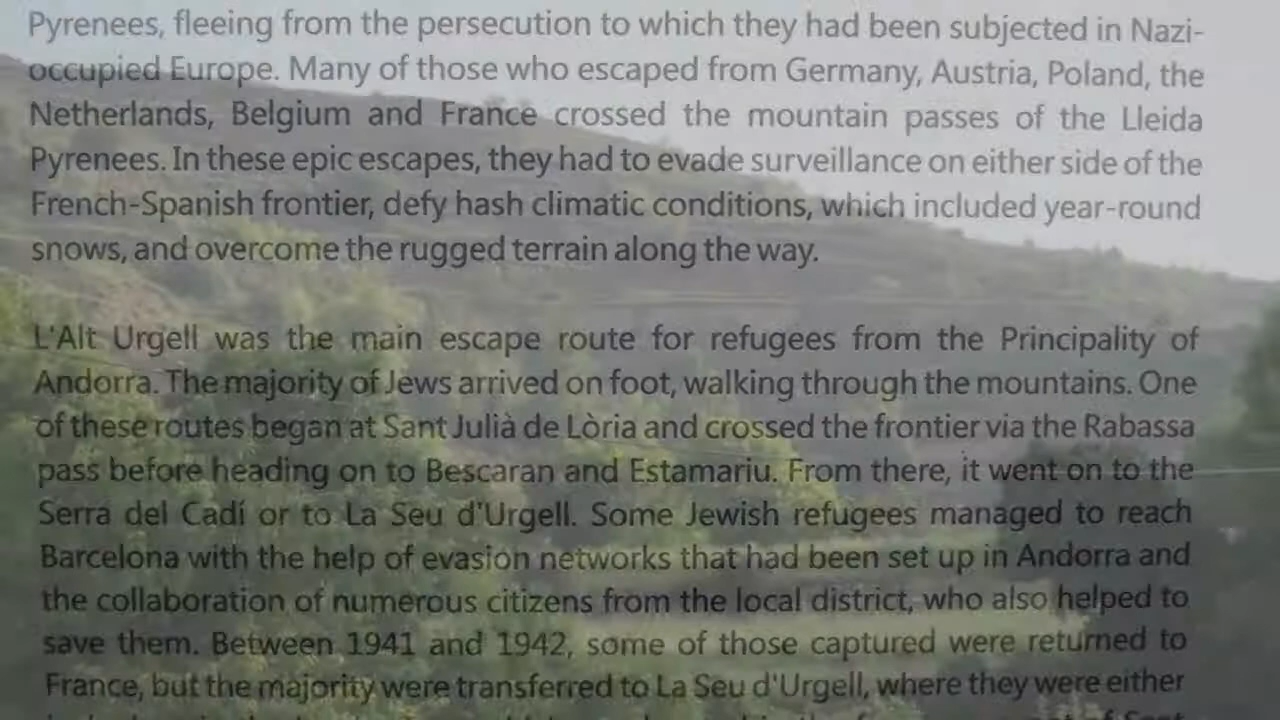 Pyrenees, fleeing from the persecution to which they had been subjected in Nazi-
occupied Europe. Many of those who escaped from Germany, Austria, Poland, the
Netherlands, Belgium and France crossed the mountain passes of the Lleida
Pyrenees. In these epic escapes, they had to evade surveillance on either side of the
French-Spanish frontier, defy hash climatic conditions, which included year-round
snows, and overcome the rugged terrain along the way.
L'Alt Urgell was the main escape route for refugees from the Principality of
Andorra. The majority of Jews arrived on foot, walking through the mountains. One
of these routes began at Sant Julià de Lòria and crossed the frontier via the Rabassa
pass before heading on to Bescaran and Estamariu. From there, it went on to the
Serra del Cadí or to La Seu d'Urgell. Some Jewish refugees managed to reach
Barcelona with the help of evasion networks that had been set up in Andorra and
the collaboration of numerous citizens from the local district, who also helped to
save them. Between 1941 and 1942, some of those captured were returned to
France, but the majority were transferred to La Seu d'Urgell, where they were either